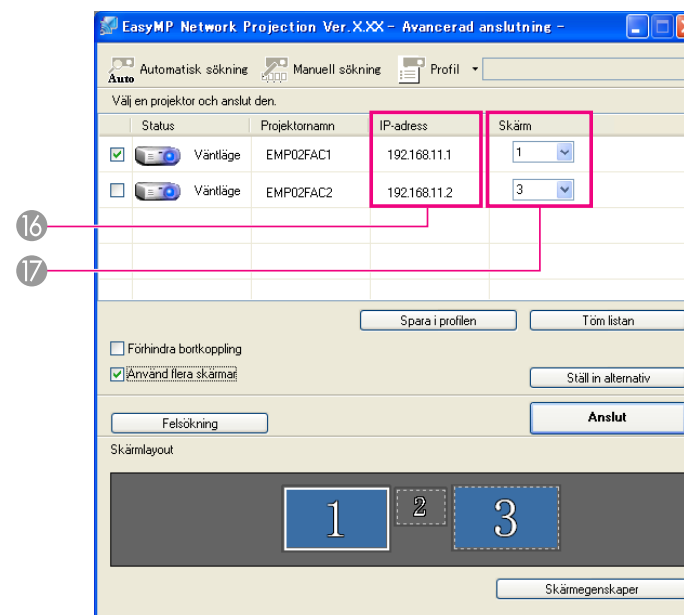 EasyMP Network Projection Ver.X.XX - Avancerad anslutning -
Auto Automatisk sökning Manuell sökning Profil
Välj en projektor och anslut den.
Status Projektornamn IP-adress Skärm
Väntläge EMP02FAC1 192.168.11.1 1
Väntläge EMP02FAC2 192.168.11.2 3
16
17
Spara i profilen Töm listan
Förhindra bortkoppling
Använd flera skärmar Ställ in alternativ
Felsökning Anslut
Skärmlayout
1 2 3
Skärmegenskaper